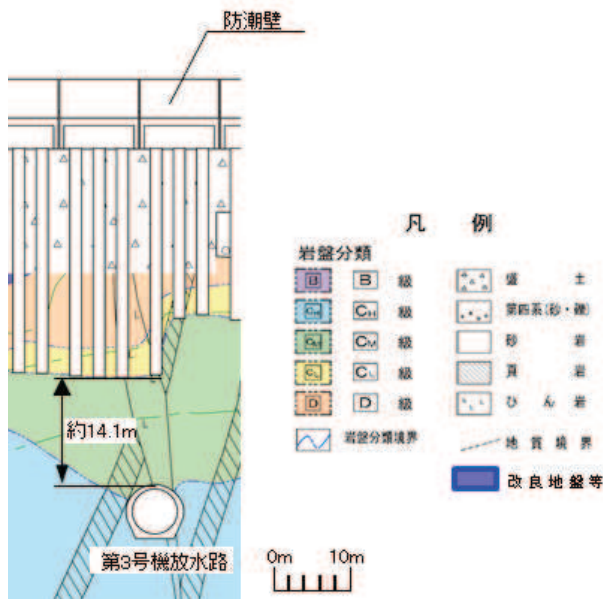 防潮壁
約14.1m
第3号機放水路
0m 10m
凡 例
岩盤分類
B B 級
CH CH 級
CM CM 級
CL CL 級
D D 級
岩盤分類境界
盛 土
第四系(砂・礫)
砂 岩
頁 岩
ひ ん 岩
地 質 境 界
改良地盤等